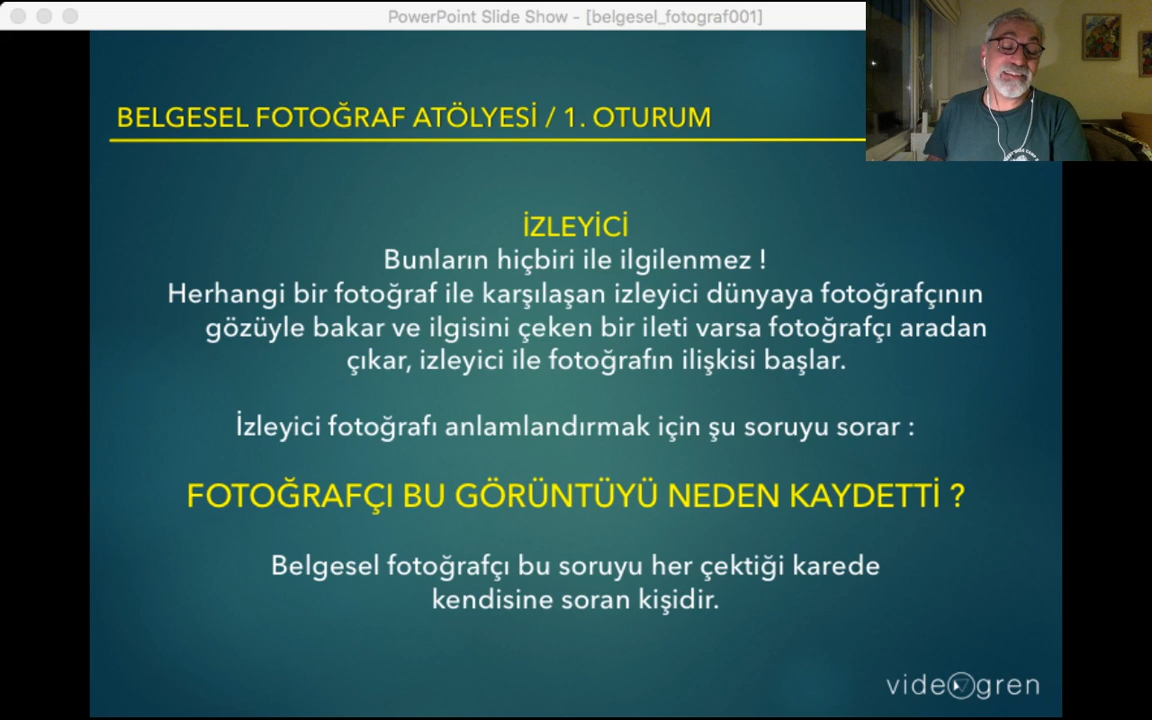 PowerPoint Slide Show - [belgesel_fotograf001]
BELGESEL FOTOĞRAF ATÖLYESİ / 1. OTURUM
İZLEYİCİ
Bunların hiçbiri ile ilgilenmez !
Herhangi bir fotoğraf ile karşılaşan izleyici dünyaya fotoğrafçının
gözüyle bakar ve ilgisini çeken bir ileti varsa fotoğrafçı aradan
çıkar, izleyici ile fotoğrafın ilişkisi başlar.
İzleyici fotoğrafı anlamlandırmak için şu soruyu sorar :
FOTOĞRAFÇI BU GÖRÜNTÜYÜ NEDEN KAYDETTİ ?
Belgesel fotoğrafçı bu soruyu her çektiği karede
kendisine soran kişidir.
videogren